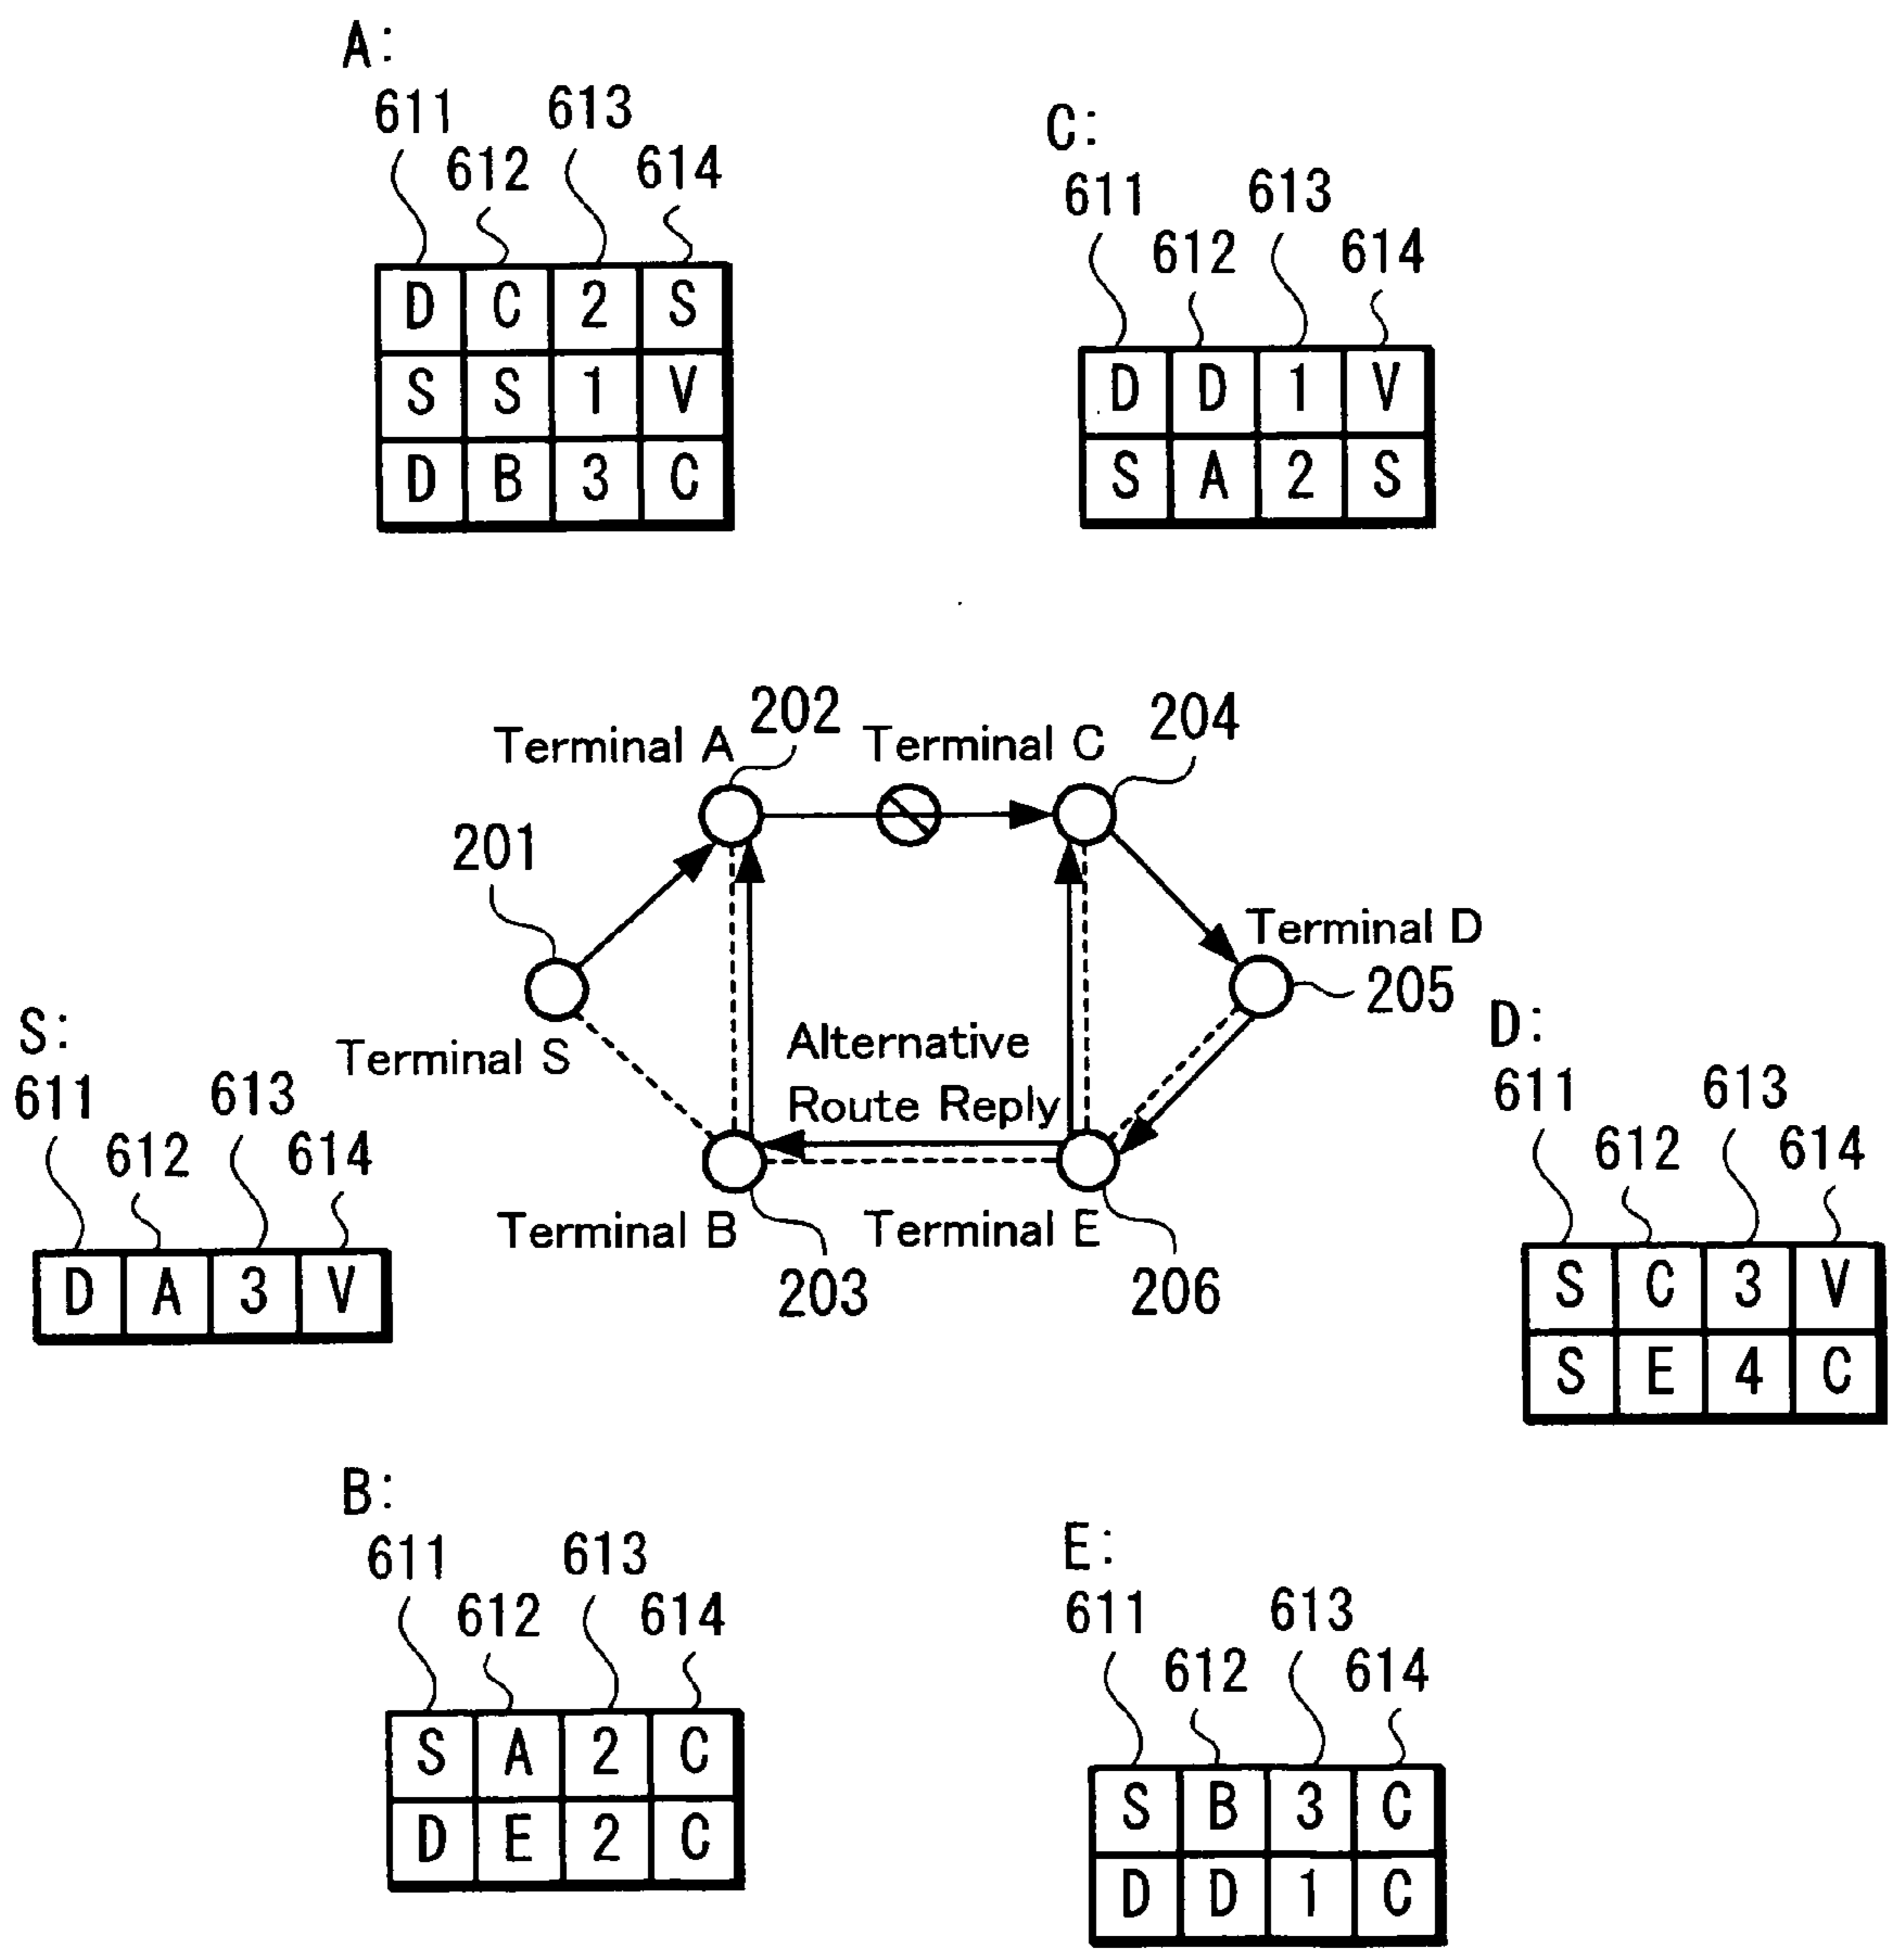 A:
611 613
612 614
D C 2 S
S S 1 V
D B 3 C
C:
611 613
612 614
D D 1 V
S A 2 S
202 204
Terminal A Terminal C
201
Terminal D
205
Terminal S
Alternative
Route Reply
Terminal B Terminal E
203 206
S:
611 613
612 614
D A 3 V
D:
611 613
612 614
S C 3 V
S E 4 C
B:
611 613
612 614
S A 2 C
D E 2 C
E:
611 613
612 614
S B 3 C
D D 1 C